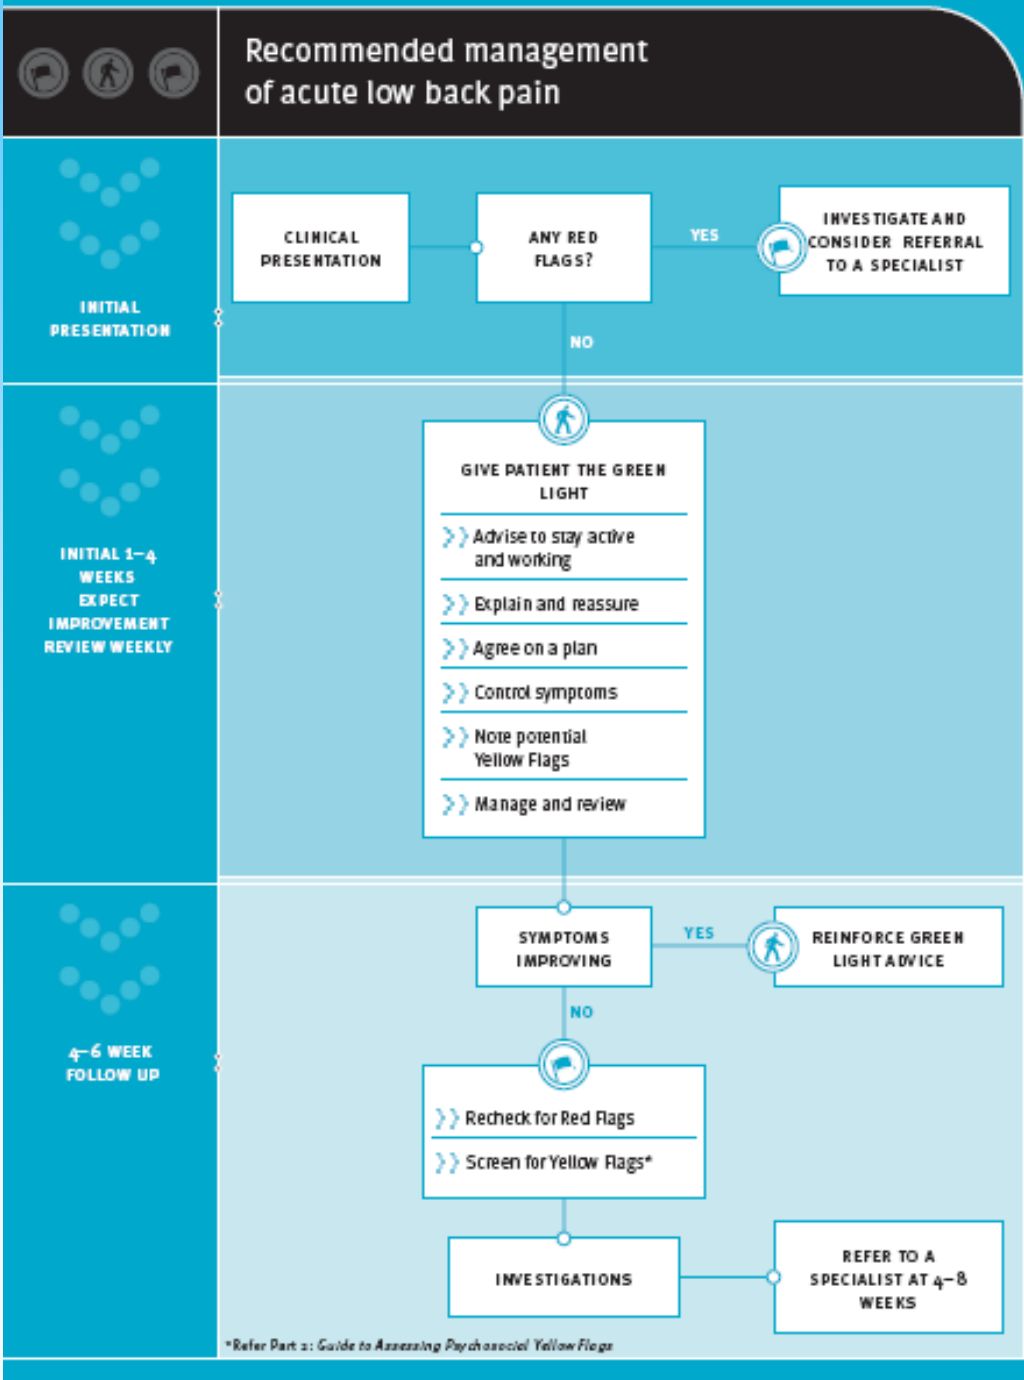 Recommended management
of acute low back pain
INITIAL
PRESENTATION
CLINICAL
PRESENTATION
ANY RED
FLAGS?
YES
INVESTIGATE AND
CONSIDER REFERRAL
TO A SPECIALIST
NO
INITIAL 1–4
WEEKS
EXPECT
IMPROVEMENT
REVIEW WEEKLY
GIVE PATIENT THE GREEN
LIGHT
Advise to stay active
and working
Explain and reassure
Agree on a plan
Control symptoms
Note potential
Yellow Flags
Manage and review
4–6 WEEK
FOLLOW UP
SYMPTOMS
IMPROVING
YES
REINFORCE GREEN
LIGHT ADVICE
NO
Recheck for Red Flags
Screen for Yellow Flags*
INVESTIGATIONS
REFER TO A
SPECIALIST AT 4–8
WEEKS
*Refer Part 2: Guide to Assessing Psychosocial Yellow Flags